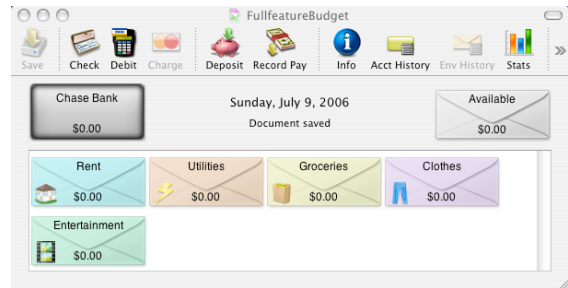 FullfeatureBudget
Save Check Debit Charge Deposit Record Pay Info Acct History Env History Stats
Chase Bank
$0.00
Sunday, July 9, 2006
Document saved
Available
$0.00
Rent
$0.00
Utilities
$0.00
Groceries
$0.00
Clothes
$0.00
Entertainment
$0.00